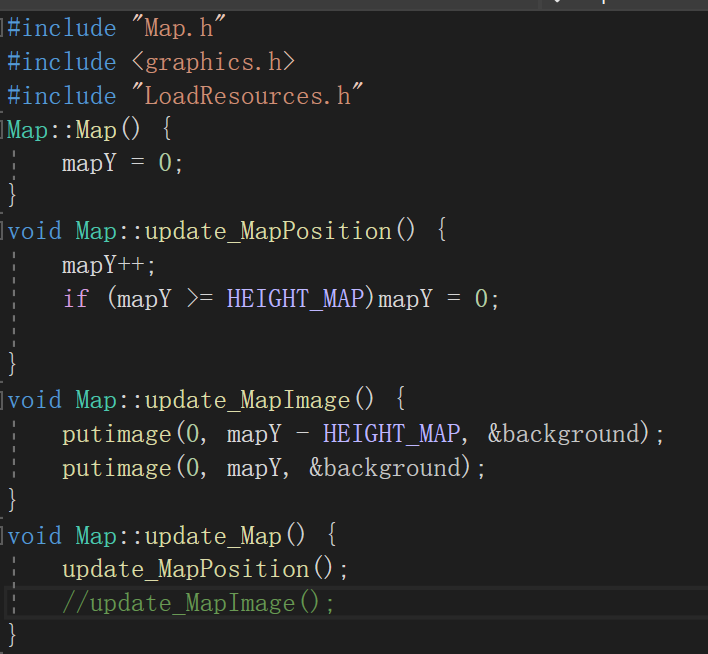 #include "Map.h"
#include <graphics.h>
#include "LoadResources.h"
Map::Map() {
    mapY = 0;
}
void Map::update_MapPosition() {
    mapY++;
    if (mapY >= HEIGHT_MAP)mapY = 0;

}
void Map::update_MapImage() {
    putimage(0, mapY - HEIGHT_MAP, &background);
    putimage(0, mapY, &background);
}
void Map::update_Map() {
    update_MapPosition();
    //update_MapImage();
}